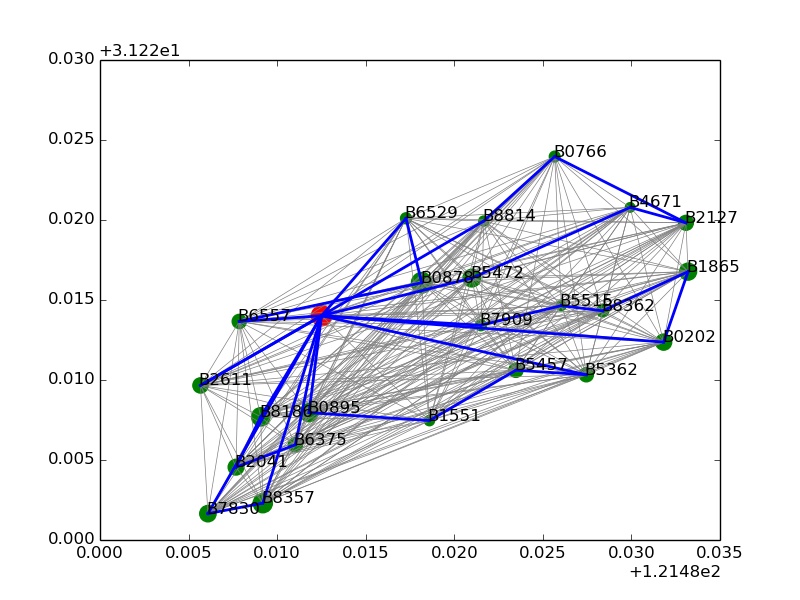 +3.122e1
0.030
0.025
0.020
0.015
0.010
0.005
0.000
B0766
B4671
B6529
B8814
B2127
B1865
B5472
B0878
B5515
B8362
B6557
B7909
B0202
B5457
B5362
B2611
B8186
B0895
B1551
B6375
B2041
B8357
B7830
0.000 0.005 0.010 0.015 0.020 0.025 0.030 0.035
+1.2148e2